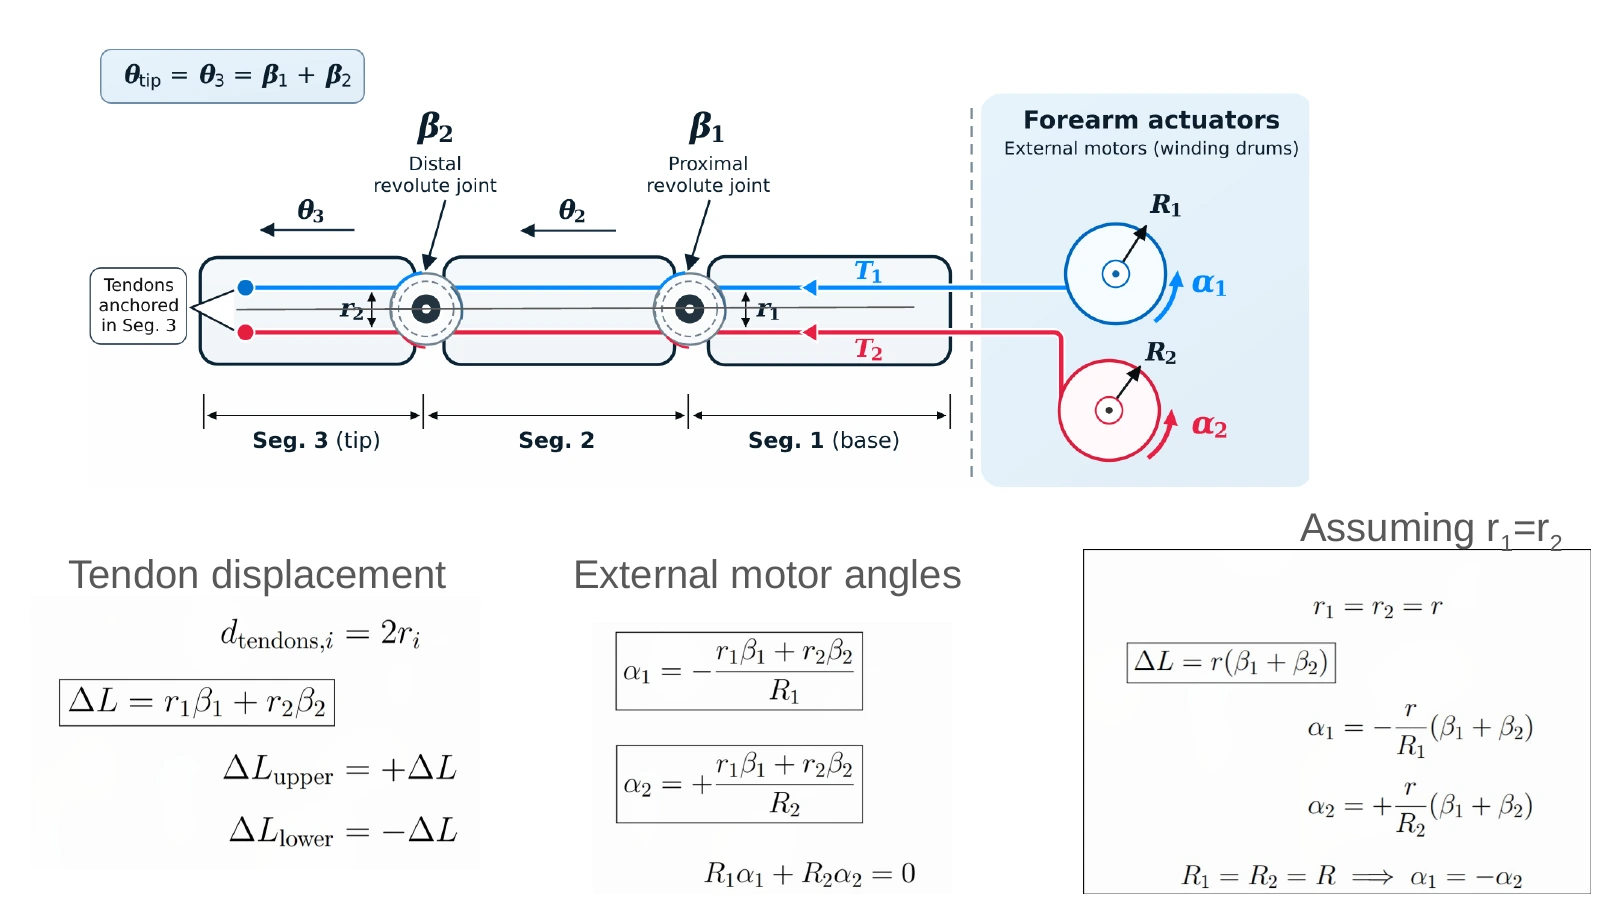 θtip = θ3 = β1 + β2
β2
Distal
revolute joint
β1
Proximal
revolute joint
Forearm actuators
External motors (winding drums)
θ3
θ2
R1
α1
Tendons
anchored
in Seg. 3
r2
r1
T1
T2
R2
α2
Seg. 3 (tip)
Seg. 2
Seg. 1 (base)
Tendon displacement
d_tendons,i = 2r_i
ΔL = r1β1 + r2β2
ΔL_upper = +ΔL
ΔL_lower = −ΔL
External motor angles
α1 = −(r1β1 + r2β2)/R1
α2 = +(r1β1 + r2β2)/R2
R1α1 + R2α2 = 0
Assuming r1=r2
r1 = r2 = r
ΔL = r(β1 + β2)
α1 = −r/R1(β1 + β2)
α2 = +r/R2(β1 + β2)
R1 = R2 = R ⟹ α1 = −α2